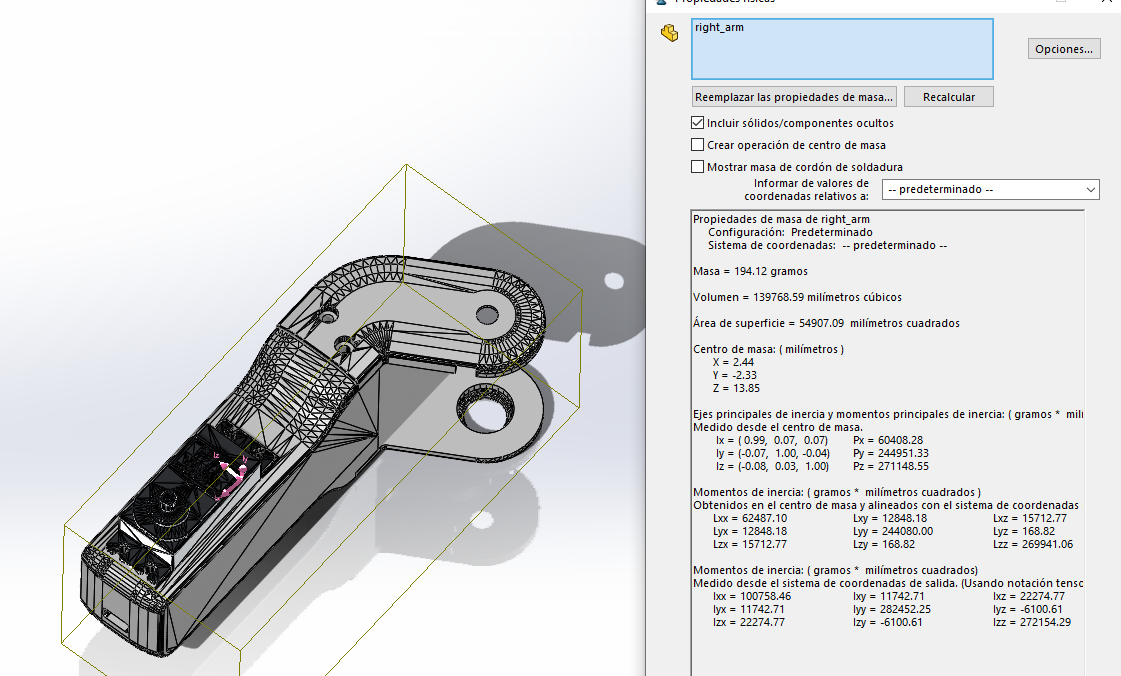 Propiedades físicas
right_arm
Opciones...
Reemplazar las propiedades de masa...
Recalcular
Incluir sólidos/componentes ocultos
Crear operación de centro de masa
Mostrar masa de cordón de soldadura
Informar de valores de
coordenadas relativos a:
-- predeterminado --
Propiedades de masa de right_arm
Configuración: Predeterminado
Sistema de coordenadas: -- predeterminado --
Masa = 194.12 gramos
Volumen = 139768.59 milímetros cúbicos
Área de superficie = 54907.09 milímetros cuadrados
Centro de masa: ( milímetros )
X = 2.44
Y = -2.33
Z = 13.85
Ejes principales de inercia y momentos principales de inercia: ( gramos * milí
Medido desde el centro de masa.
Ix = ( 0.99, 0.07, 0.07) Px = 60408.28
Iy = (-0.07, 1.00, -0.04) Py = 244951.33
Iz = (-0.08, 0.03, 1.00) Pz = 271148.55
Momentos de inercia: ( gramos * milímetros cuadrados )
Obtenidos en el centro de masa y alineados con el sistema de coordenadas
Lxx = 62487.10 Lxy = 12848.18 Lxz = 15712.77
Lyx = 12848.18 Lyy = 244080.00 Lyz = 168.82
Lzx = 15712.77 Lzy = 168.82 Lzz = 269941.06
Momentos de inercia: ( gramos * milímetros cuadrados)
Medido desde el sistema de coordenadas de salida. (Usando notación tenso
Ixx = 100758.46 Ixy = 11742.71 Ixz = 22274.77
Iyx = 11742.71 Iyy = 282452.25 Iyz = -6100.61
Izx = 22274.77 Izy = -6100.61 Izz = 272154.29